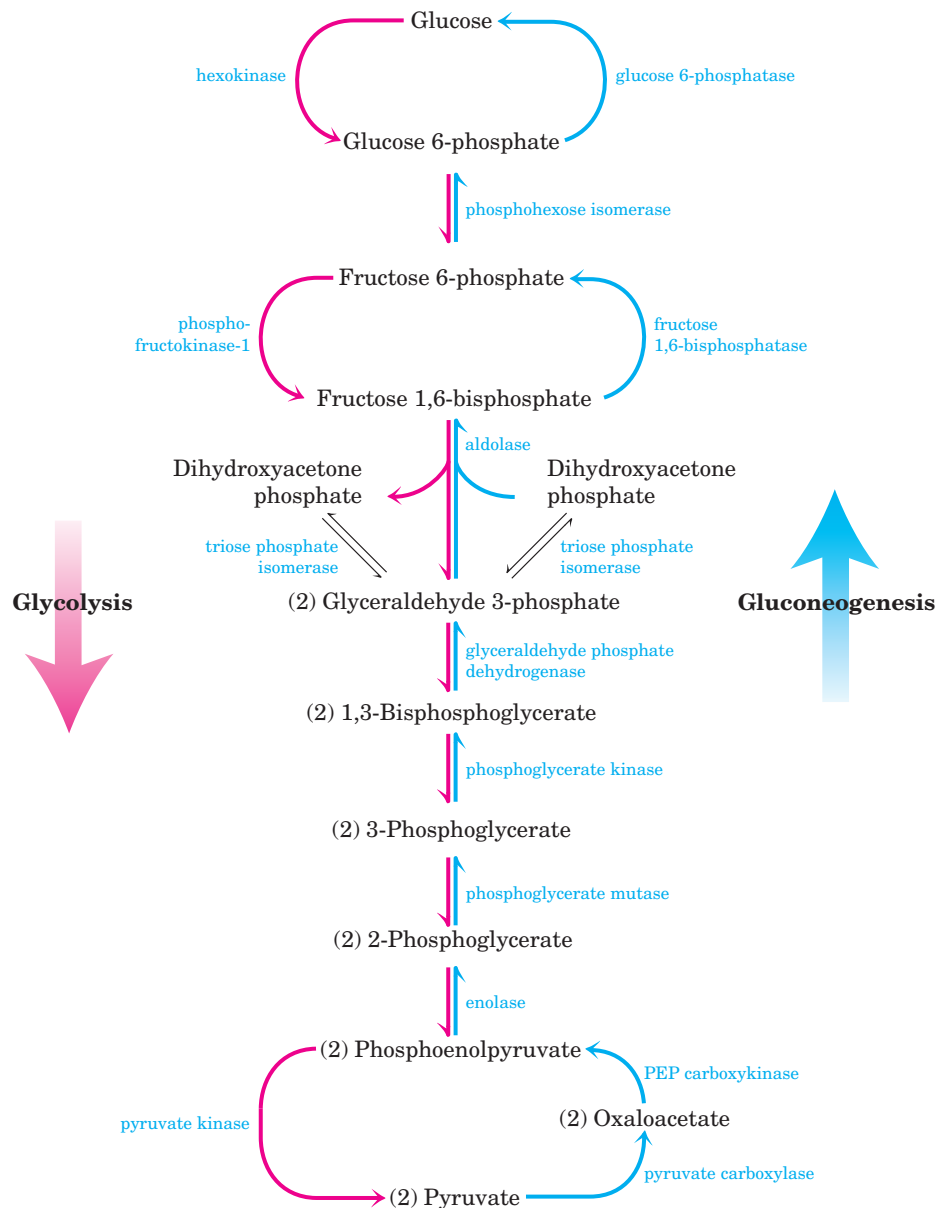 Glucose
hexokinase
glucose 6-phosphatase
Glucose 6-phosphate
phosphohexose isomerase
Fructose 6-phosphate
phospho-
fructokinase-1
fructose
1,6-bisphosphatase
Fructose 1,6-bisphosphate
aldolase
Dihydroxyacetone
phosphate
Dihydroxyacetone
phosphate
triose phosphate
isomerase
triose phosphate
isomerase
Glycolysis
(2) Glyceraldehyde 3-phosphate
Gluconeogenesis
glyceraldehyde phosphate
dehydrogenase
(2) 1,3-Bisphosphoglycerate
phosphoglycerate kinase
(2) 3-Phosphoglycerate
phosphoglycerate mutase
(2) 2-Phosphoglycerate
enolase
(2) Phosphoenolpyruvate
PEP carboxykinase
pyruvate kinase
(2) Oxaloacetate
pyruvate carboxylase
(2) Pyruvate